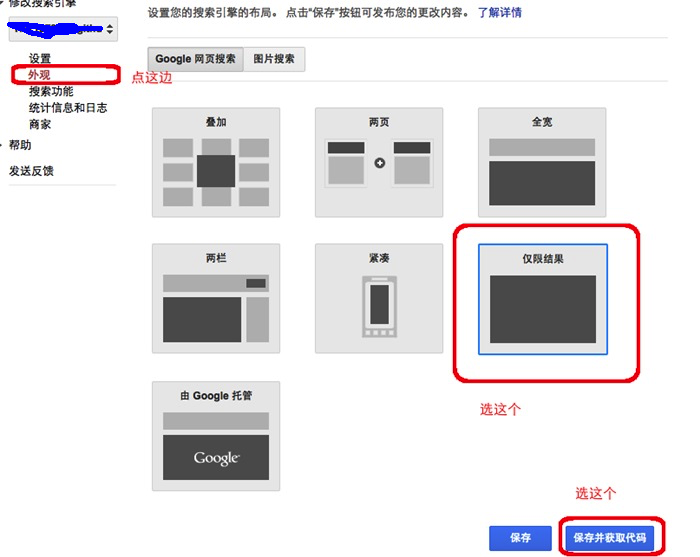 修改搜索引擎
设置您的搜索引擎的布局。 点击“保存”按钮可发布您的更改内容。 了解详情
设置
外观
点这边
搜索功能
统计信息和日志
商家
帮助
发送反馈
Google 网页搜索
图片搜索
叠加
两页
全宽
两栏
紧凑
仅限结果
选这个
由 Google 托管
Google
选这个
保存
保存并获取代码